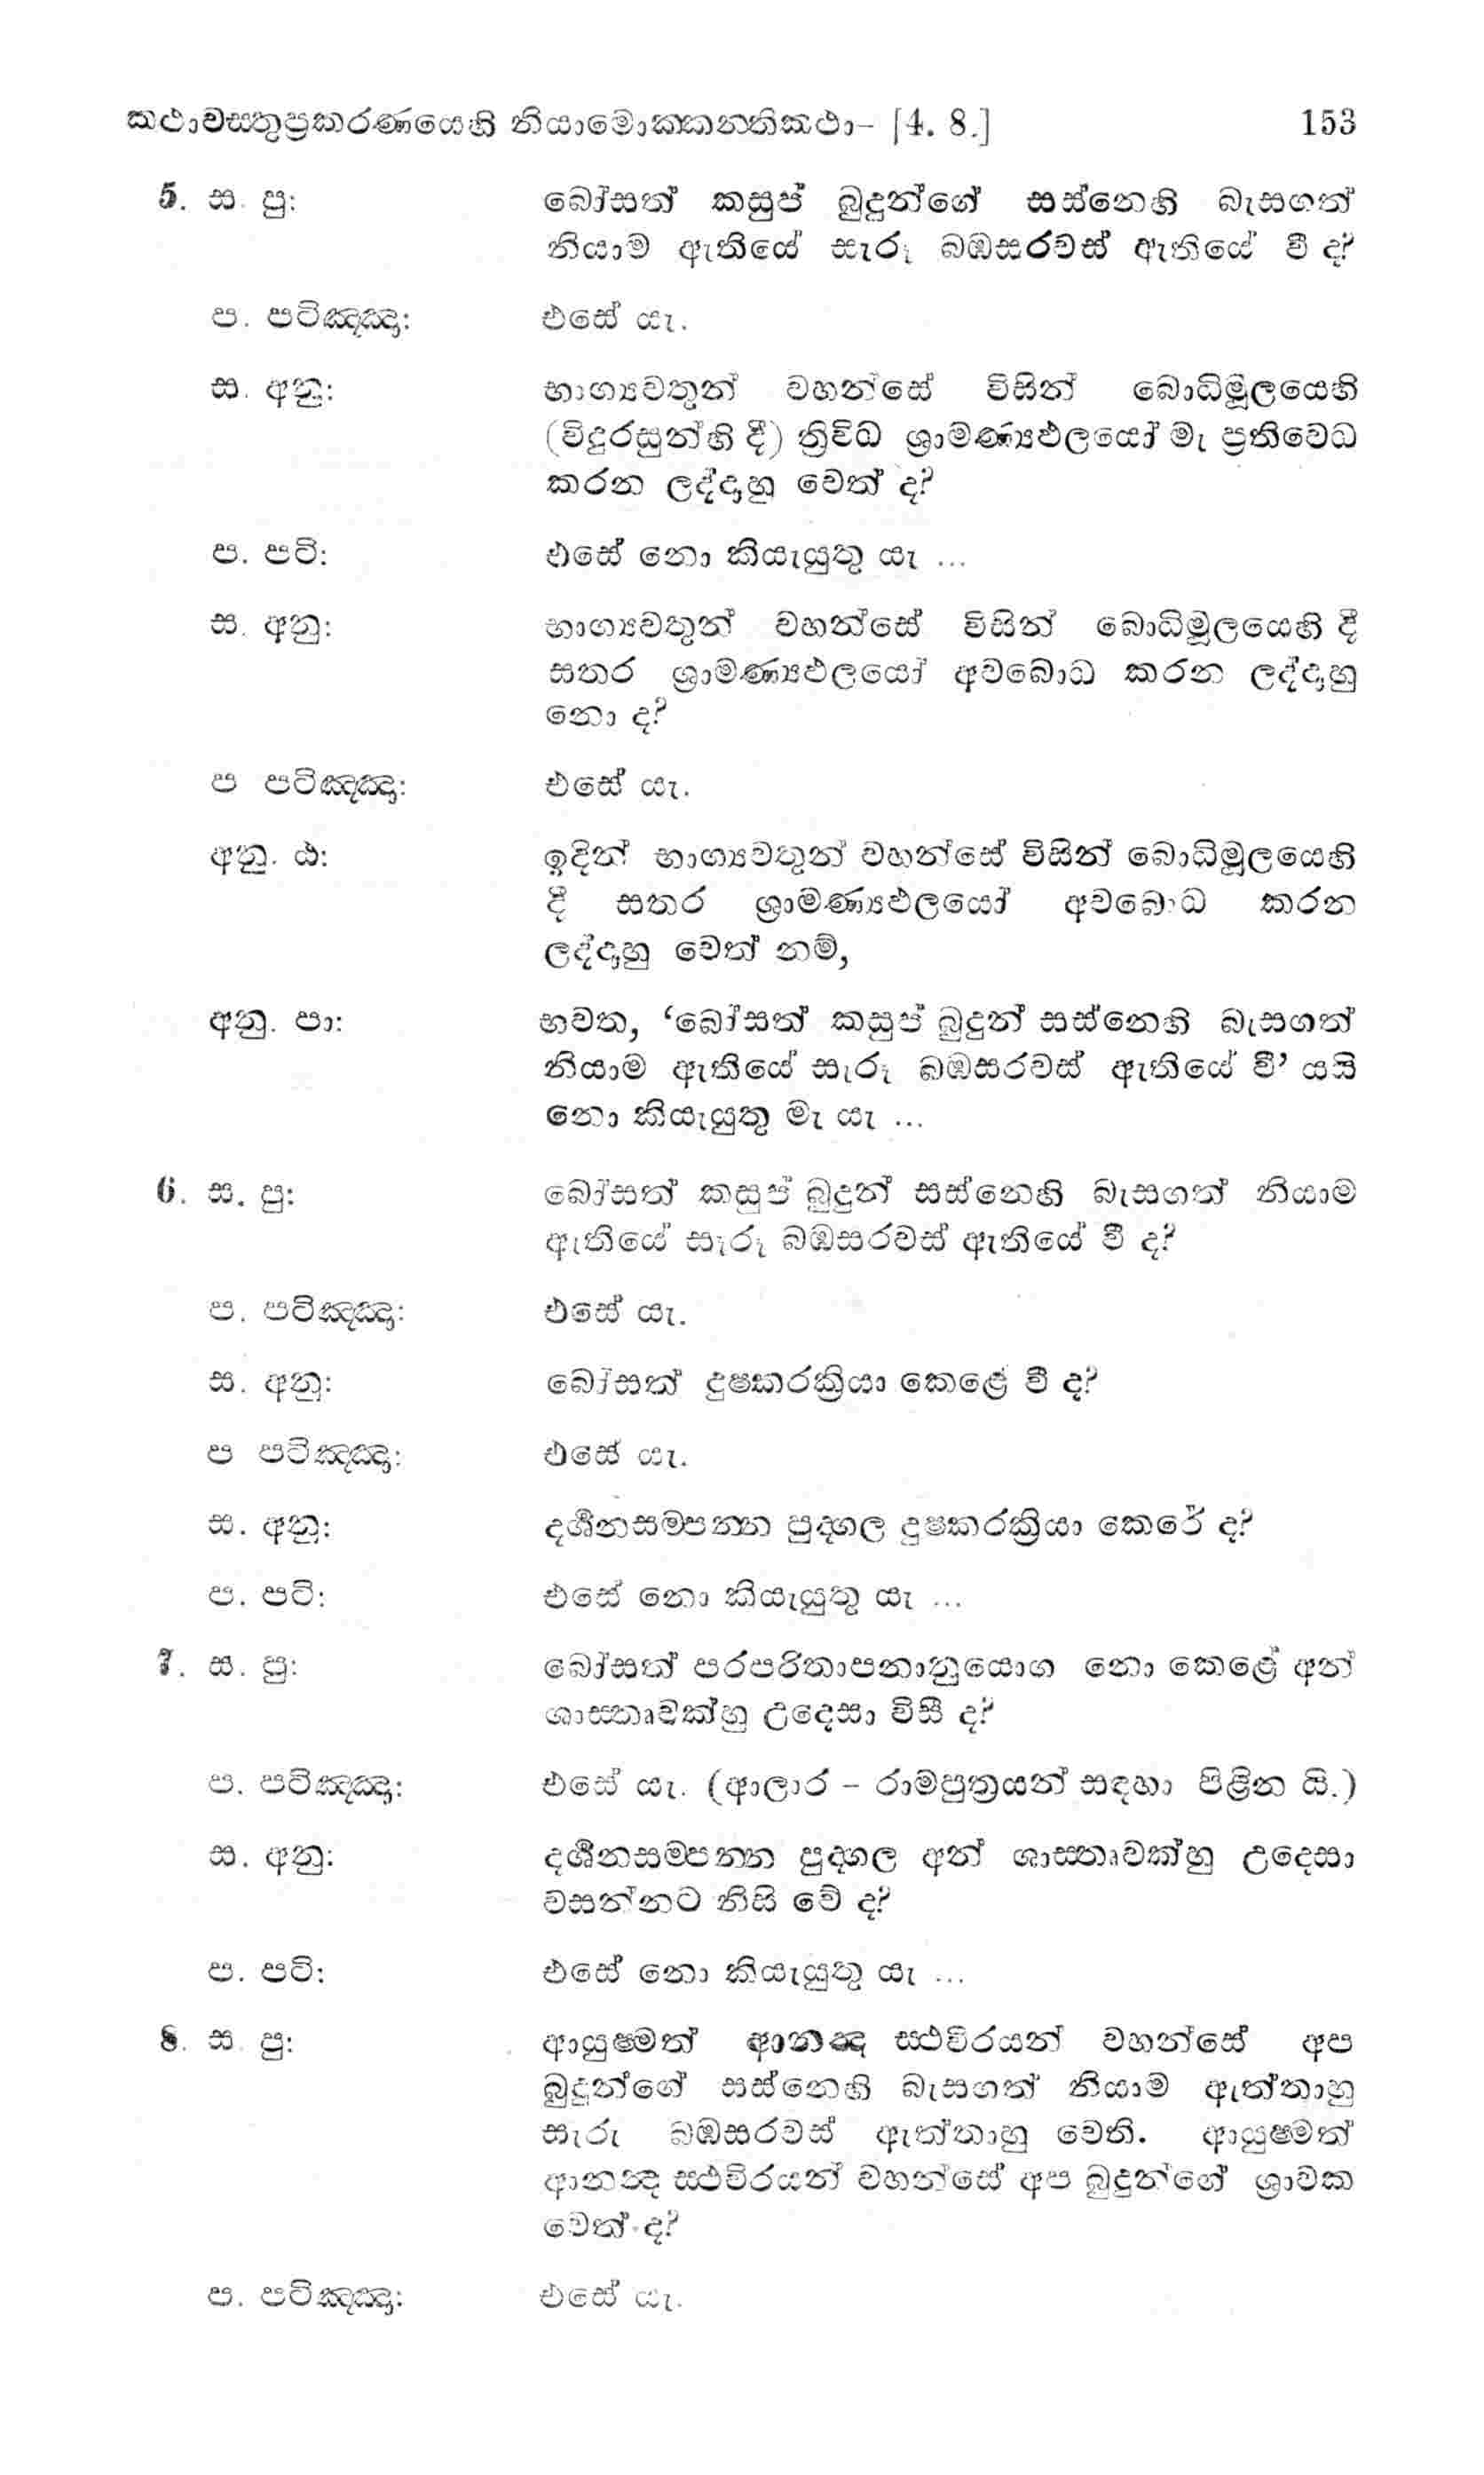 කථාවස්තුප්‍රකරණයෙහි නියාමොක්කන්තිකථා– [4. 8.] 153
5. ස. පු: බෝසත් කසුප් බුදුන්ගේ සස්නෙහි බැසගත්
නියාම ඇතියේ සැරූ බඹසරවස් ඇතියේ වී ද?
ප. පටිඤ්ඤා: එසේ යැ.
ස. අනු: භාග්‍යවතුන් වහන්සේ විසින් බොධිමූලයෙහි
(විදුරසුන්හි දී) ත්‍රිවිධ ශ්‍රාමණ්‍යඵලයෝ මැ ප්‍රතිවෙධ
කරන ලද්දාහු වෙත් ද?
ප. පටි: එසේ නො කියැයුතු යැ ...
ස. අනු: භාග්‍යවතුන් වහන්සේ විසින් බොධිමූලයෙහි දී
සතර ශ්‍රාමණ්‍යඵලයෝ අවබොධ කරන ලද්දාහු
නො ද?
ප පටිඤ්ඤා: එසේ යැ.
අනු. ඨ: ඉදින් භාග්‍යවතුන් වහන්සේ විසින් බොධිමූලයෙහි
දී සතර ශ්‍රාමණ්‍යඵලයෝ අවබොධ කරන
ලද්දාහු වෙත් නම්,
අනු. පා: භවත, ‘බෝසත් කසුප් බුදුන් සස්නෙහි බැසගත්
නියාම ඇතියේ සැරූ බඹසරවස් ඇතියේ වී’ යයි
නො කියැයුතු මැ යැ ...
6. ස. පු: බෝසත් කසුප් බුදුන් සස්නෙහි බැසගත් නියාම
ඇතියේ සැරූ බඹසරවස් ඇතියේ වී ද?
ප. පටිඤ්ඤා: එසේ යැ.
ස. අනු: බෝසත් දුෂ්කරක්‍රියා කෙළේ වී ද?
ප පටිඤ්ඤා: එසේ යැ.
ස. අනු: දර්ශනසම්පන්න පුද්ගල දුෂ්කරක්‍රියා කෙරේ ද?
ප. පටි: එසේ නො කියැයුතු යැ ...
7. ස. පු: බෝසත් පරපරිතාපනානුයොග නො කෙළේ අන්
ශාස්තෘවක්හු උදෙසා විසී ද?
ප. පටිඤ්ඤා: එසේ යැ. (ආලාර – රාමපුත්‍රයන් සඳහා පිළින යි.)
ස. අනු: දර්ශනසම්පන්න පුද්ගල අන් ශාස්තෘවක්හු උදෙසා
වසන්නට නිසි වේ ද?
ප. පටි: එසේ නො කියැයුතු යැ ...
8. ස. පු: ආයුෂ්මත් ආනන්ද ස්ථවිරයන් වහන්සේ අප
බුදුන්ගේ සස්නෙහි බැසගත් නියාම ඇත්තාහු
සැරූ බඹසරවස් ඇත්තාහු වෙති. ආයුෂ්මත්
ආනන්ද ස්ථවිරයන් වහන්සේ අප බුදුන්ගේ ශ්‍රාවක
වෙත් ද?
ප. පටිඤ්ඤා: එසේ යැ.